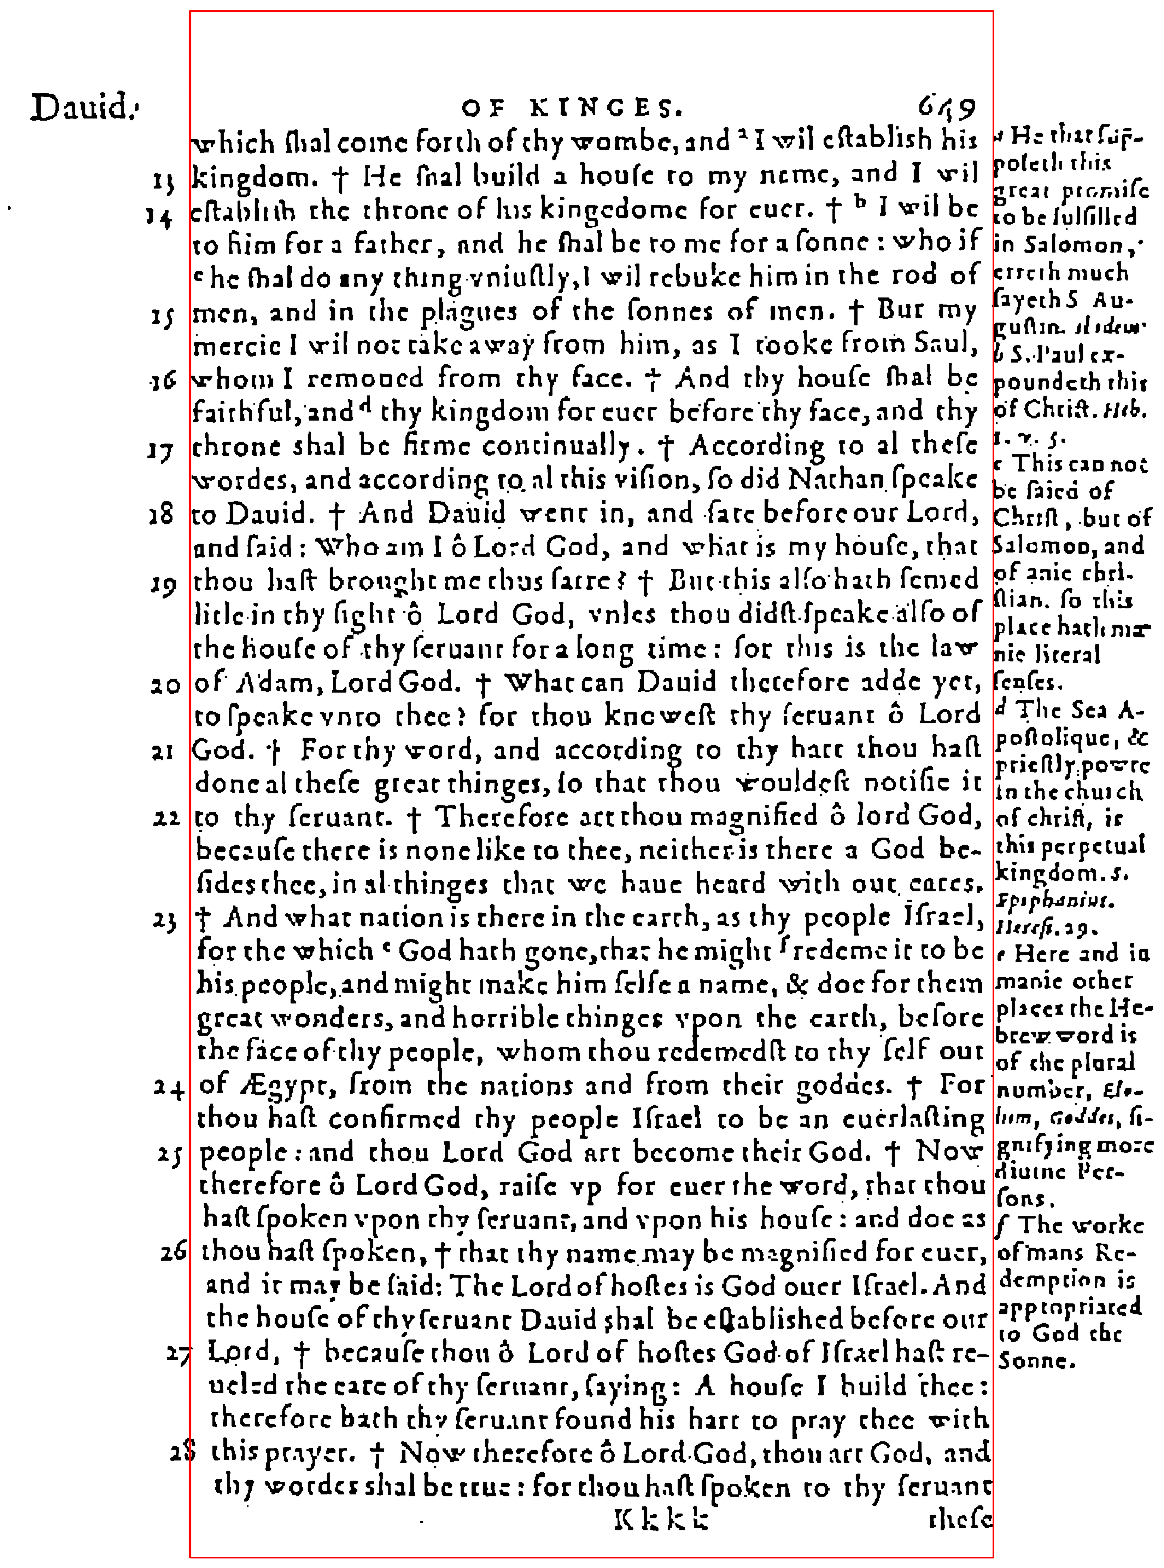 Dauid.
OF KINGES. 649
which ſhal come forth of thy wombe, and ᵃ I wil eſtabliſh his
13 kingdom. † He ſhal build a houſe to my neme, and I wil
14 eſtabliſh the throne of his kingedome for euer. † ᵇ I wil be
to him for a father, and he ſhal be to me for a ſonne: who if
ᶜ he ſhal do any thing vniuſtly, I wil rebuke him in the rod of
15 men, and in the plagues of the ſonnes of men. † But my
mercie I wil not take away from him, as I tooke from Saul,
16 whom I remoued from thy face. † And thy houſe ſhal be
faithful, and ᵈ thy kingdom for euer before thy face, and thy
17 throne shal be firme continually. † According to al theſe
wordes, and according to al this viſion, ſo did Nathan ſpeake
18 to Dauid. † And Dauid went in, and ſate before our Lord,
and ſaid: Who am I ô Lord God, and what is my houſe, that
19 thou haſt brought me thus farre? † But this alſo hath ſemed
litle in thy ſight ô Lord God, vnles thou didſt ſpeake alſo of
the houſe of thy ſeruant for a long time: for this is the law
20 of Adam, Lord God. † What can Dauid therefore adde yet,
to ſpeake vnto thee? for thou knoweſt thy ſeruant ô Lord
21 God. † For thy word, and according to thy hart thou haſt
done al theſe great thinges, ſo that thou wouldeſt notifie it
22 to thy ſeruant. † Therefore art thou magnified ô lord God,
becauſe there is none like to thee, neither is there a God be-
ſides thee, in al thinges that we haue heard with our eares.
23 † And what nation is there in the earth, as thy people Iſrael,
for the which ᵉ God hath gone, that he might ᶠ redeme it to be
his people, and might make him ſelfe a name, & doe for them
great wonders, and horrible thinges vpon the earth, before
the face of thy people, whom thou redemedſt to thy ſelf out
24 of Ægypt, from the nations and from their goddes. † For
thou haſt confirmed thy people Iſrael to be an euerlaſting
25 people: and thou Lord God art become their God. † Now
therefore ô Lord God, raiſe vp for euer the word, that thou
haſt ſpoken vpon thy ſeruant, and vpon his houſe: and doe as
26 thou haſt ſpoken, † that thy name may be magnified for euer,
and it may be ſaid: The Lord of hoſtes is God ouer Iſrael. And
the houſe of thy ſeruant Dauid shal be eſtablished before our
27 Lord, † becauſe thou ô Lord of hoſtes God of Iſrael haſt re-
ueled the eare of thy ſeruant, ſaying: A houſe I build thee:
therefore hath thy ſeruant found his hart to pray thee with
28 this prayer. † Now therefore ô Lord God, thou art God, and
thy wordes shal be true: for thou haſt ſpoken to thy ſeruant
Kkkk theſe
a He that ſup-
poſeth this
great promiſe
to be fulfilled
in Salomon,
erreth much
ſayeth S Au-
guſtin.
b S. Paul ex-
poundeth this
of Chriſt. Heb.
1. v. 5.
c This can not
be ſaied of
Chriſt, but of
Salomon, and
of anie chri-
ſtian. ſo this
place hath ma-
nie literal
ſenſes.
d The Sea A-
poſtolique, &
prieſtly powre
in the church
of chriſt, is
this perpetual
kingdom. S.
Epiphanius.
Hereſi. 29.
e Here and in
manie other
places the He-
brew word is
of the plural
number, Elo-
him, Goddes, ſi-
gnifying more
diuine Per-
ſons.
f The worke
of mans Re-
demption is
appropriated
to God the
Sonne.